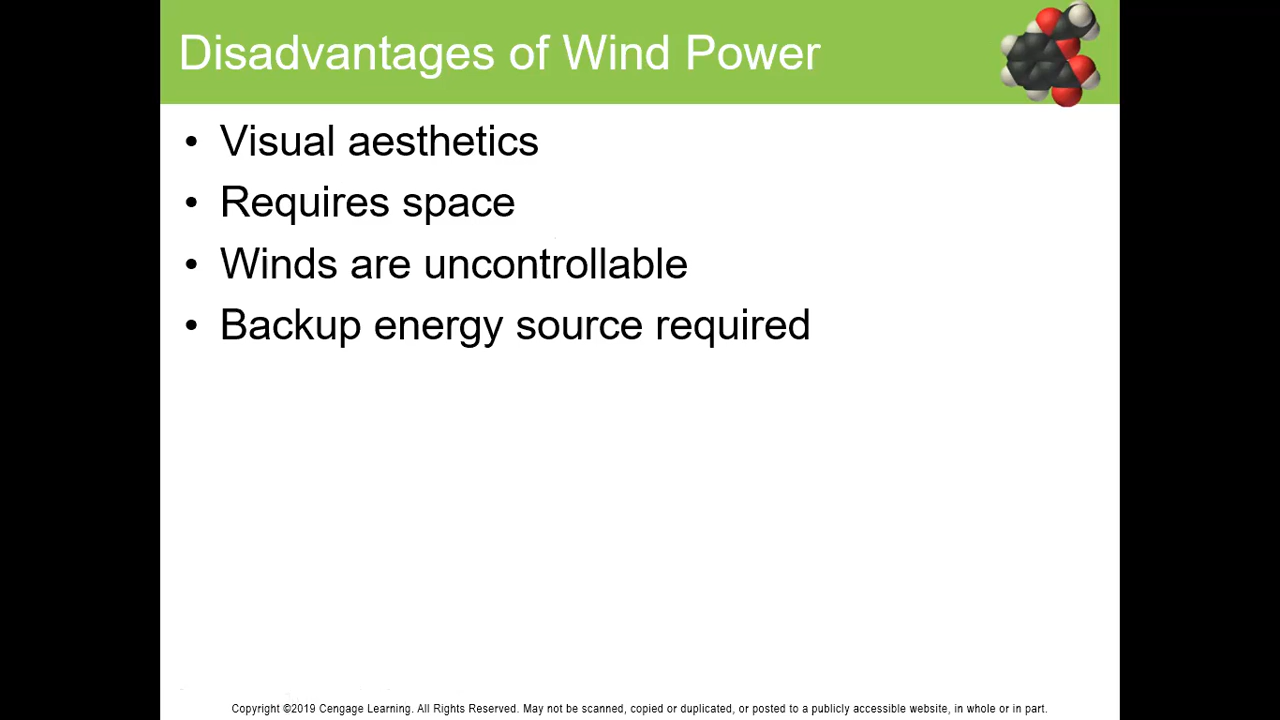 Disadvantages of Wind Power
• Visual aesthetics
• Requires space
• Winds are uncontrollable
• Backup energy source required
Copyright ©2019 Cengage Learning. All Rights Reserved. May not be scanned, copied or duplicated, or posted to a publicly accessible website, in whole or in part.